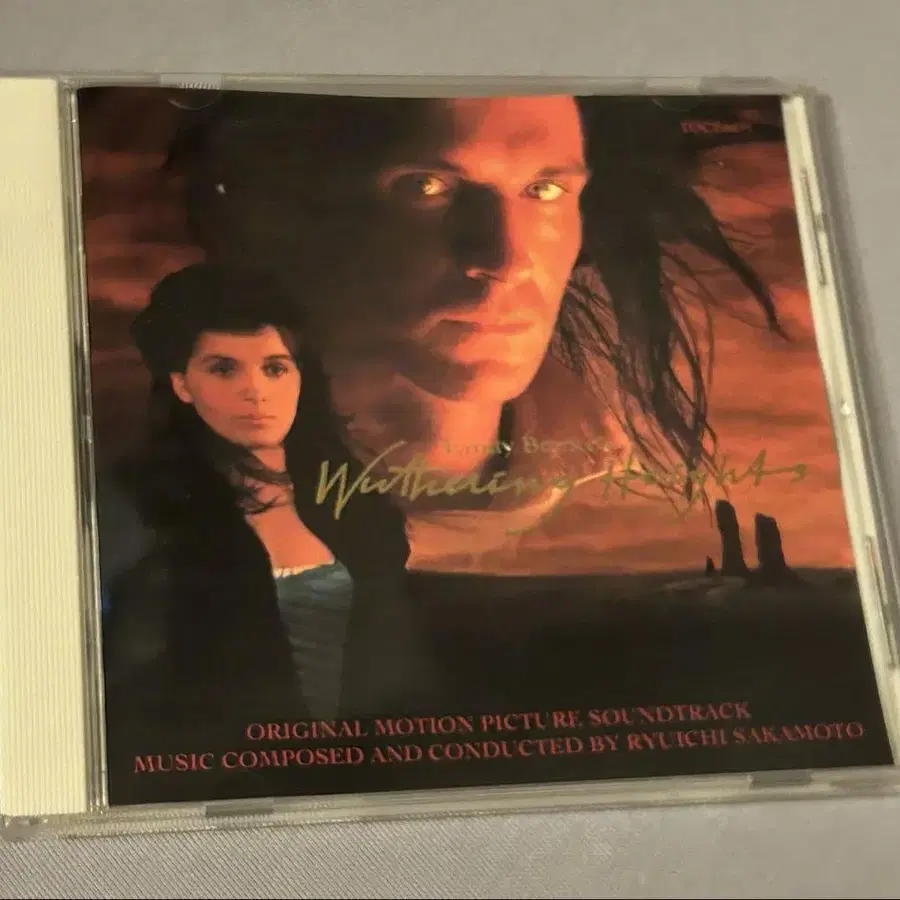 Emily Brontë's
Wuthering Heights
ORIGINAL MOTION PICTURE SOUNDTRACK
MUSIC COMPOSED AND CONDUCTED BY RYUICHI SAKAMOTO